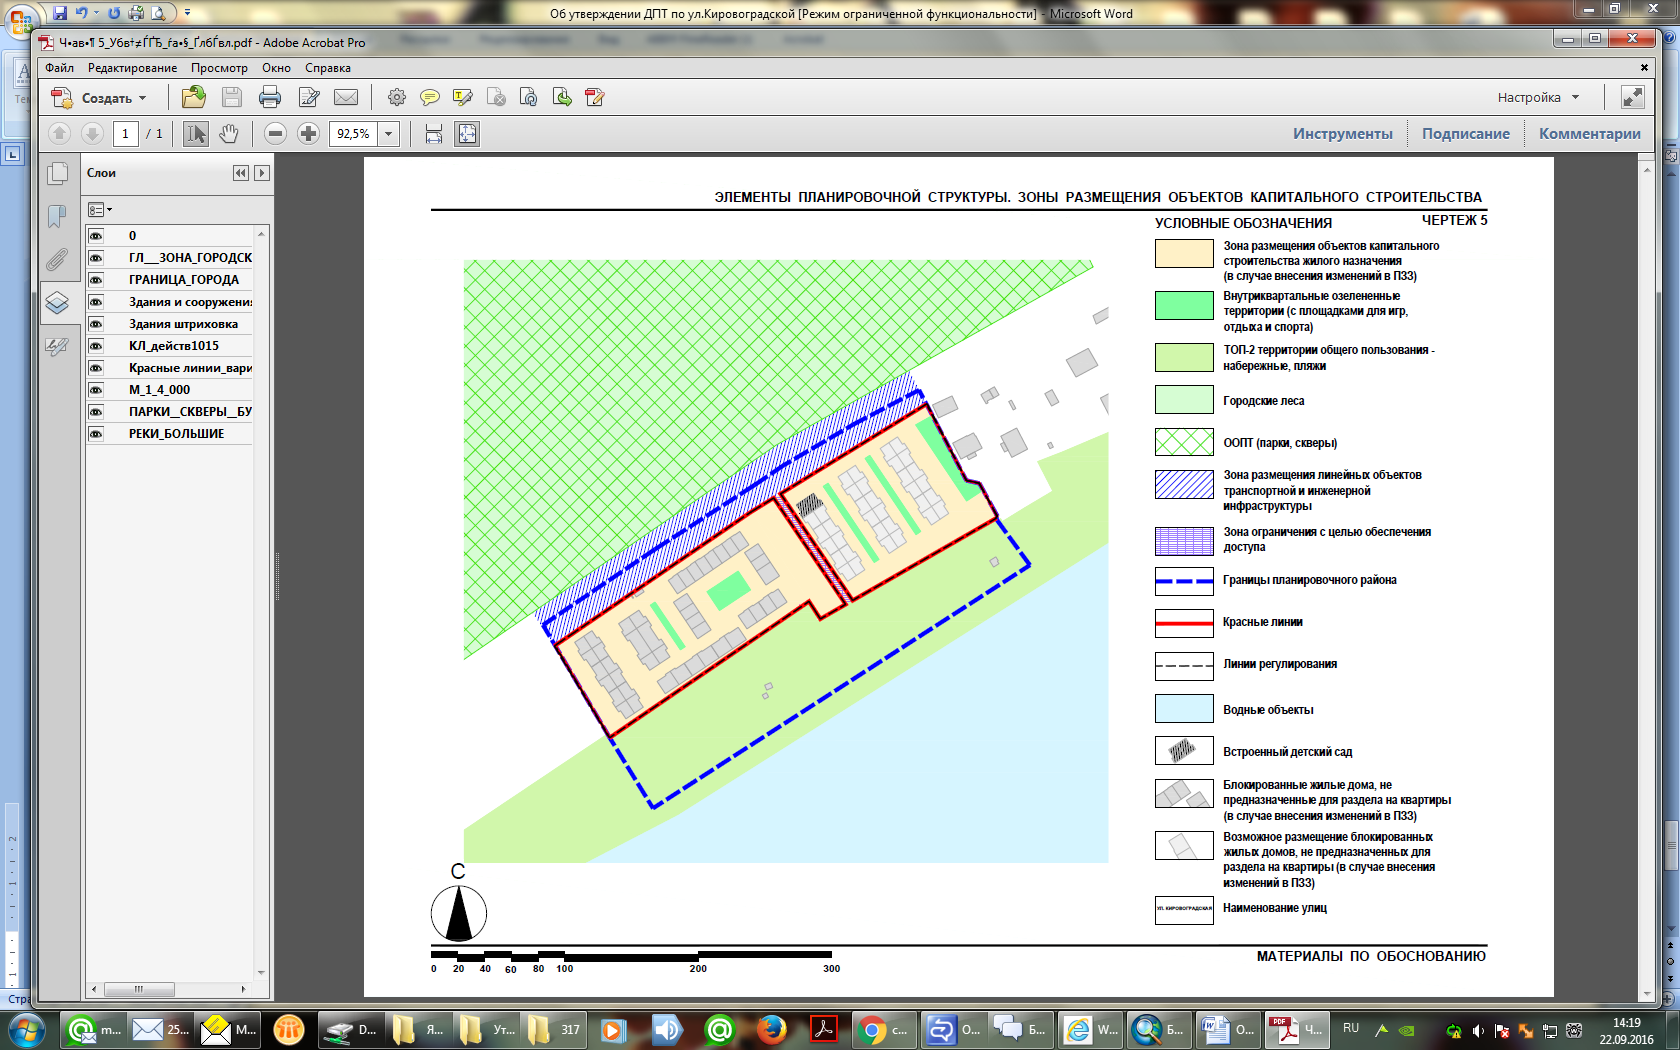 Об утверждении ДПТ по ул.Кировоградской [Режим ограниченной функциональности] - Microsoft Word
Файл Редактирование Просмотр Окно Справка
Создать
Настройка
1 / 1
92,5%
Инструменты Подписание Комментарии
Слои
0
ГЛ__ЗОНА_ГОРОДСК
ГРАНИЦА_ГОРОДА
Здания и сооружения
Здания штриховка
КЛ_действ1015
Красные линии_вари
М_1_4_000
ПАРКИ__СКВЕРЫ__БУ
РЕКИ_БОЛЬШИЕ
ЭЛЕМЕНТЫ ПЛАНИРОВОЧНОЙ СТРУКТУРЫ. ЗОНЫ РАЗМЕЩЕНИЯ ОБЪЕКТОВ КАПИТАЛЬНОГО СТРОИТЕЛЬСТВА
ЧЕРТЕЖ 5
УСЛОВНЫЕ ОБОЗНАЧЕНИЯ
Зона размещения объектов капитального
строительства жилого назначения
(в случае внесения изменений в ПЗЗ)
Внутриквартальные озелененные
территории (с площадками для игр,
отдыха и спорта)
ТОП-2 территории общего пользования -
набережные, пляжи
Городские леса
ООПТ (парки, скверы)
Зона размещения линейных объектов
транспортной и инженерной
инфраструктуры
Зона ограничения с целью обеспечения
доступа
Границы планировочного района
Красные линии
Линии регулирования
Водные объекты
Встроенный детский сад
Блокированные жилые дома, не
предназначенные для раздела на квартиры
(в случае внесения изменений в ПЗЗ)
Возможное размещение блокированных
жилых домов, не предназначенных для
раздела на квартиры (в случае внесения
изменений в ПЗЗ)
УЛ. КИРОВОГРАДСКАЯ
Наименование улиц
С
0 20 40 60 80 100 200 300
МАТЕРИАЛЫ ПО ОБОСНОВАНИЮ
Стра
m... 25... M... D... Я... Ут... 317 с... О... Б... W... Б... О... Ч...
RU
14:19
22.09.2016